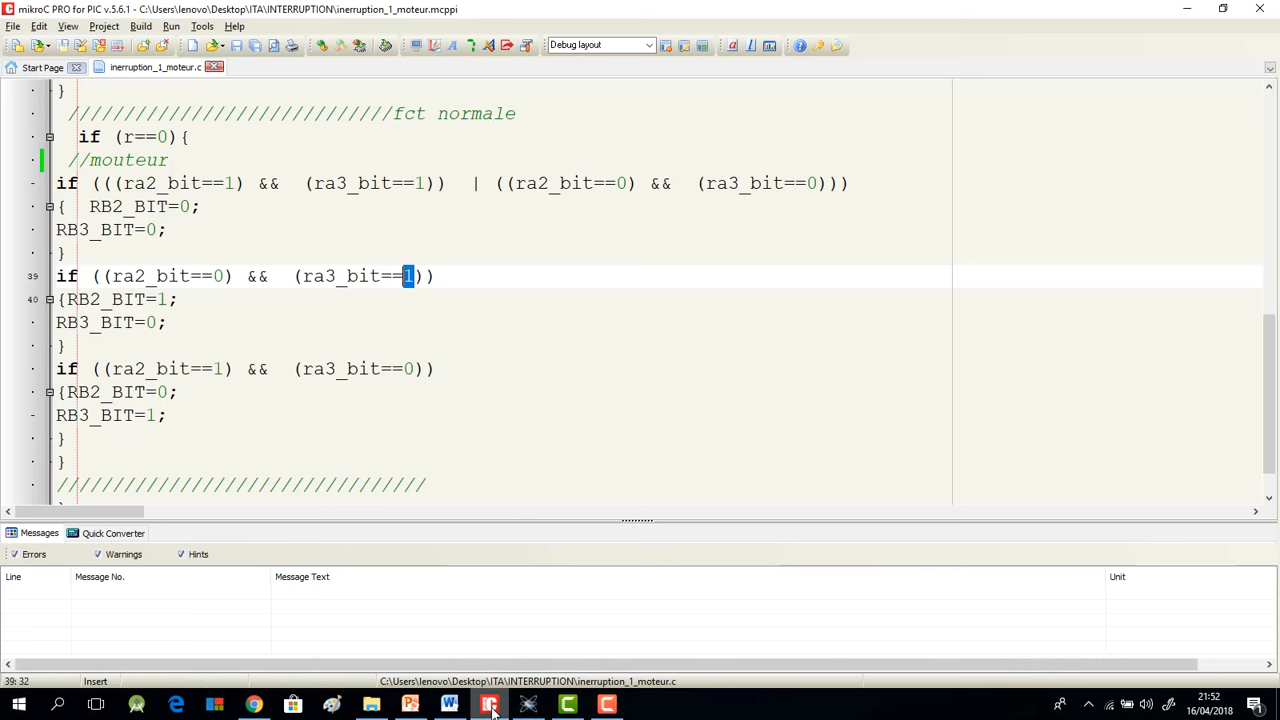 mikroC PRO for PIC v.5.6.1 - C:\Users\lenovo\Desktop\ITA\INTERRUPTION\inerruption_1_moteur.mcppi
File Edit View Project Build Run Tools Help
Debug layout
Start Page inerruption_1_moteur.c
}
////////////////////////////fct normale
if (r==0){
//mouteur
if (((ra2_bit==1) && (ra3_bit==1)) | ((ra2_bit==0) && (ra3_bit==0)))
{ RB2_BIT=0;
RB3_BIT=0;
}
39 if ((ra2_bit==0) && (ra3_bit==1))
40 {RB2_BIT=1;
RB3_BIT=0;
}
if ((ra2_bit==1) && (ra3_bit==0))
{RB2_BIT=0;
RB3_BIT=1;
}
}
////////////////////////////////
Messages Quick Converter
Errors Warnings Hints
Line Message No. Message Text Unit
39: 32 Insert C:\Users\lenovo\Desktop\ITA\INTERRUPTION\inerruption_1_moteur.c
21:52
16/04/2018